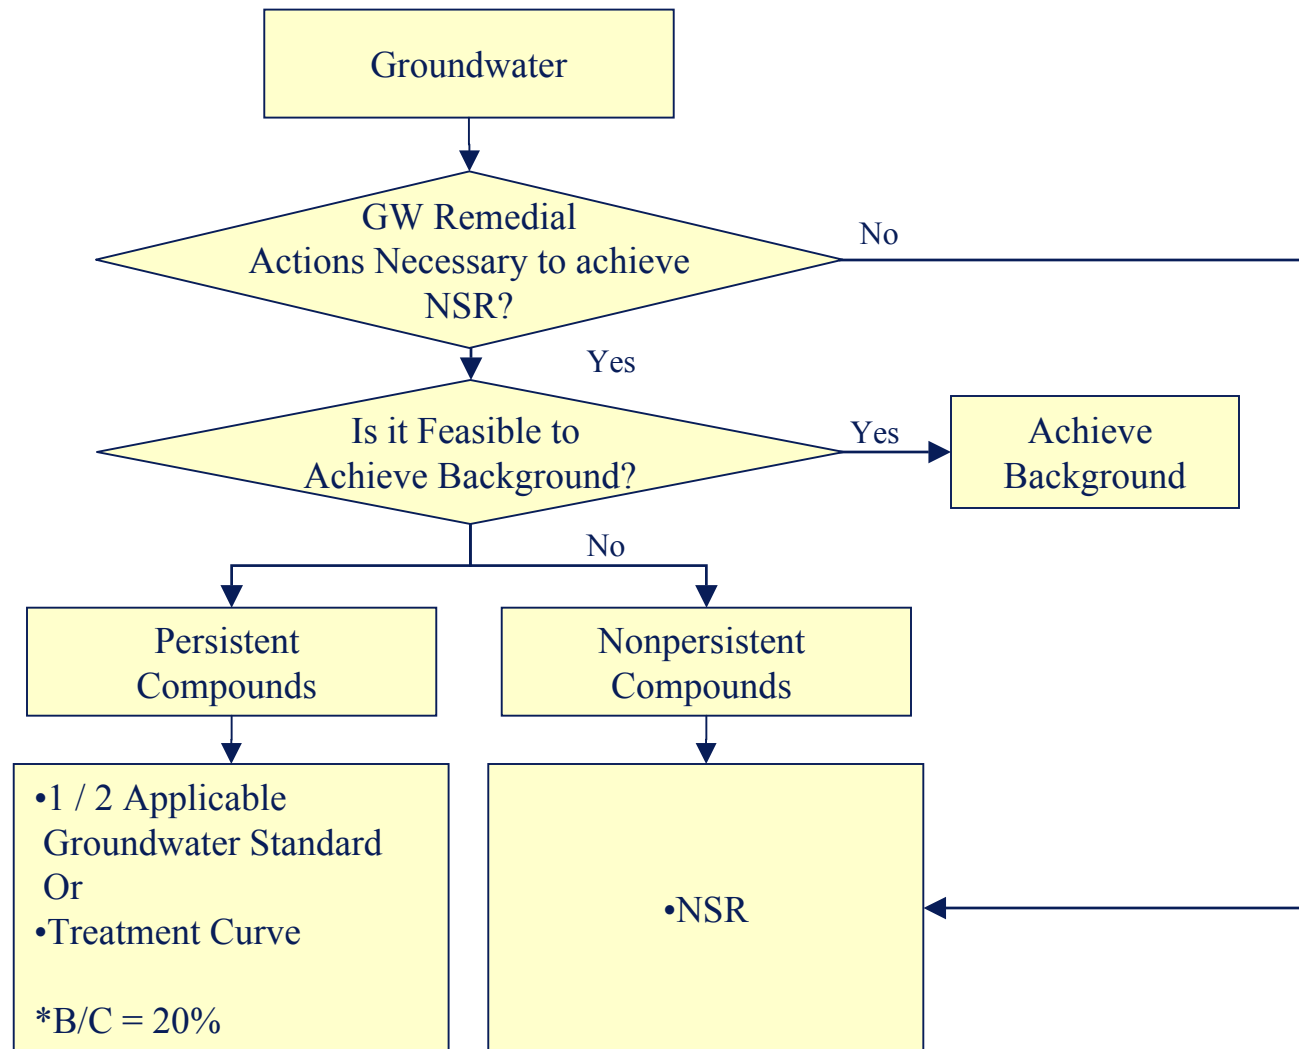 Groundwater
GW Remedial
Actions Necessary to achieve
NSR?
No
Yes
Is it Feasible to
Achieve Background?
Yes
Achieve
Background
No
Persistent
Compounds
Nonpersistent
Compounds
•1 / 2 Applicable
Groundwater Standard
Or
•Treatment Curve
*B/C = 20%
•NSR